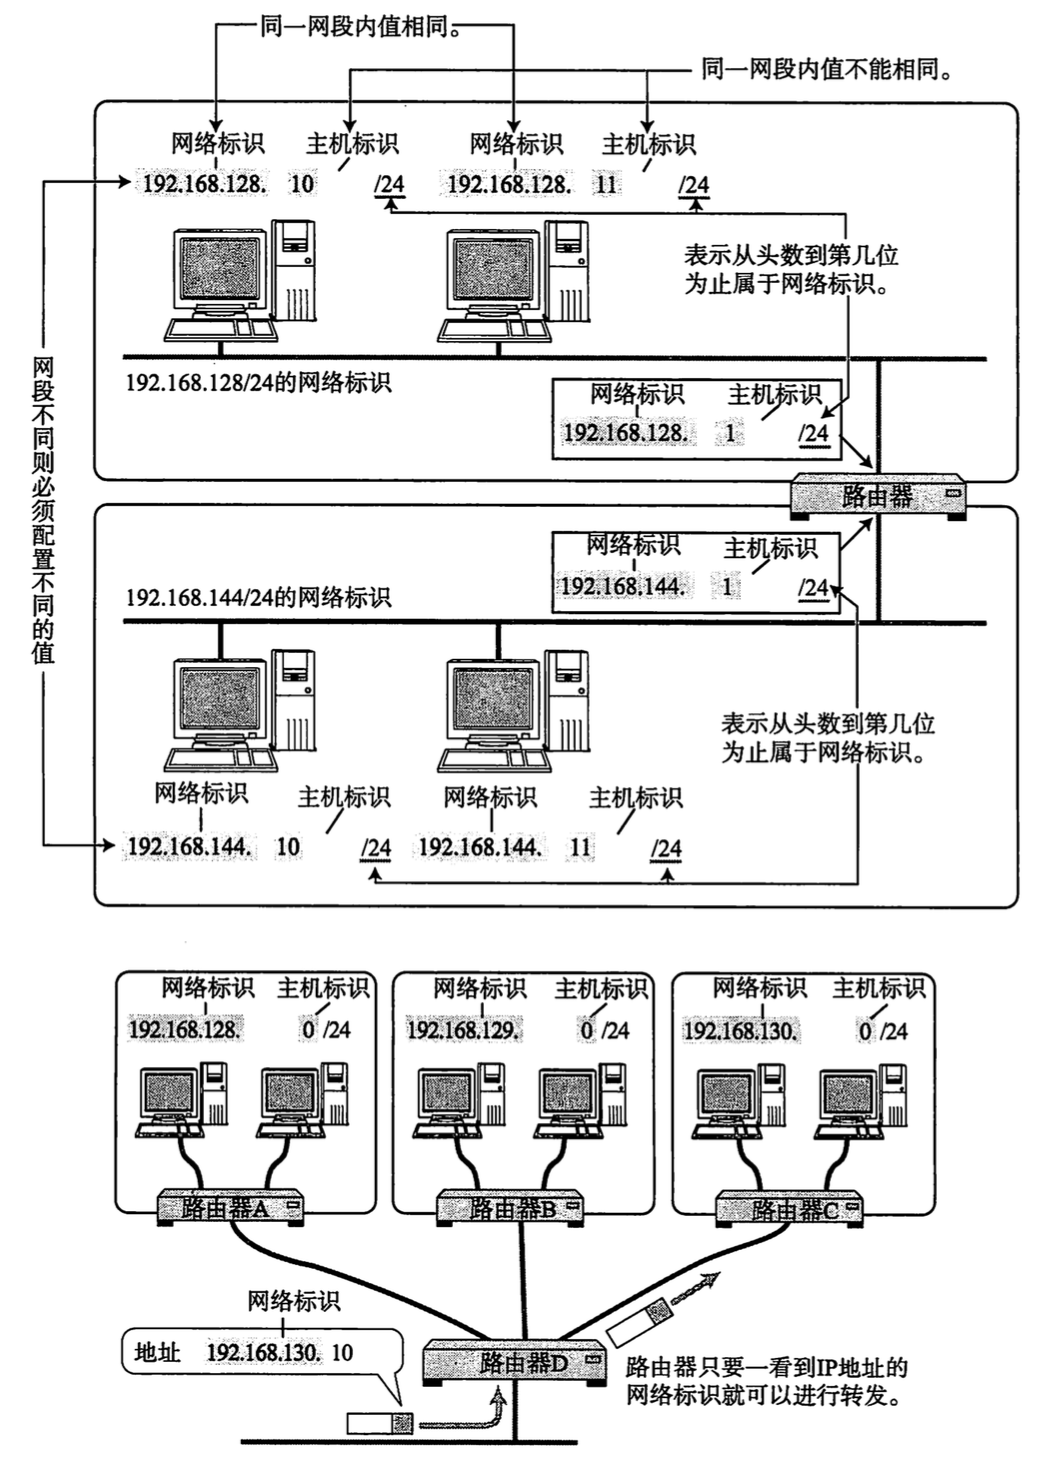 同一网段内值相同。
同一网段内值不能相同。
网络标识 主机标识 网络标识 主机标识
192.168.128. 10 /24 192.168.128. 11 /24
表示从头数到第几位
为止属于网络标识。
192.168.128/24的网络标识
网络标识 主机标识
192.168.128. 1 /24
路由器
网段不同则必须配置不同的值
网络标识 主机标识
192.168.144. 1 /24
192.168.144/24的网络标识
表示从头数到第几位
为止属于网络标识。
网络标识 主机标识 网络标识 主机标识
192.168.144. 10 /24 192.168.144. 11 /24
网络标识 主机标识 网络标识 主机标识 网络标识 主机标识
192.168.128. 0 /24 192.168.129. 0 /24 192.168.130. 0 /24
路由器A 路由器B 路由器C
网络标识
地址 192.168.130. 10
路由器D
路由器只要一看到IP地址的
网络标识就可以进行转发。